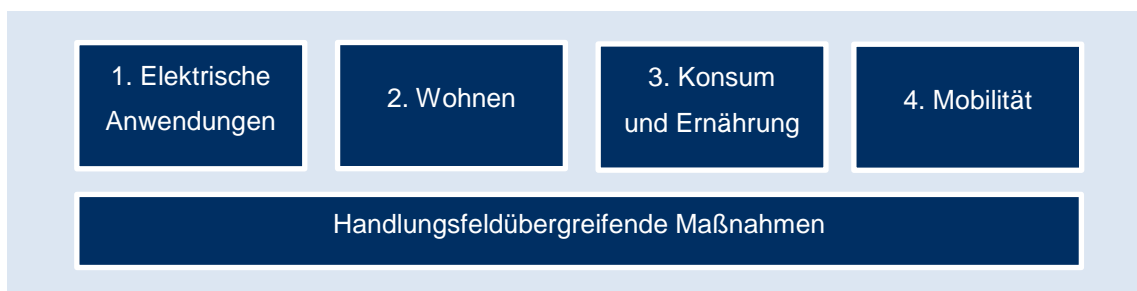 1. Elektrische
Anwendungen
2. Wohnen
3. Konsum
und Ernährung
4. Mobilität
Handlungsfeldübergreifende Maßnahmen